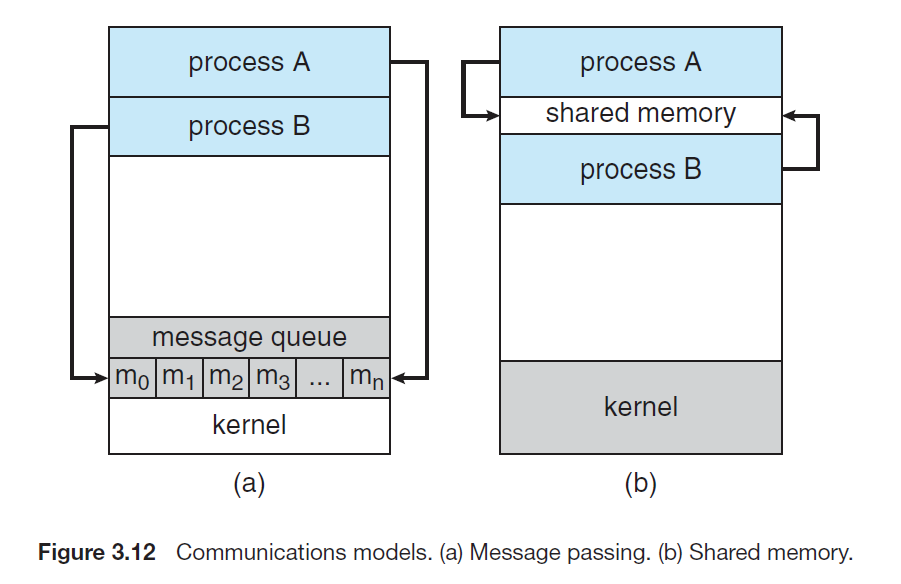 process A
process B
message queue
m0 m1 m2 m3 ... mn
kernel
(a)
process A
shared memory
process B
kernel
(b)
Figure 3.12 Communications models. (a) Message passing. (b) Shared memory.